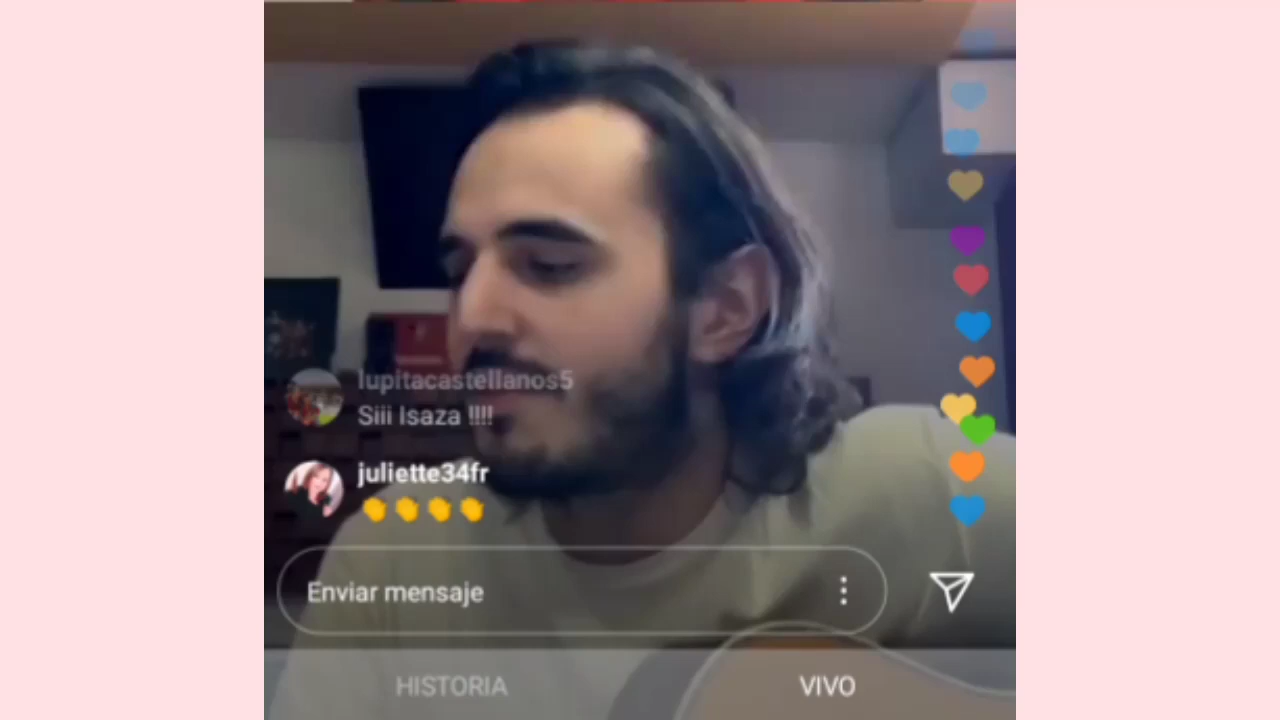 lupitacastellanos5
Siii Isaza !!!!
juliette34fr
👏👏👏👏
Enviar mensaje
HISTORIA
VIVO